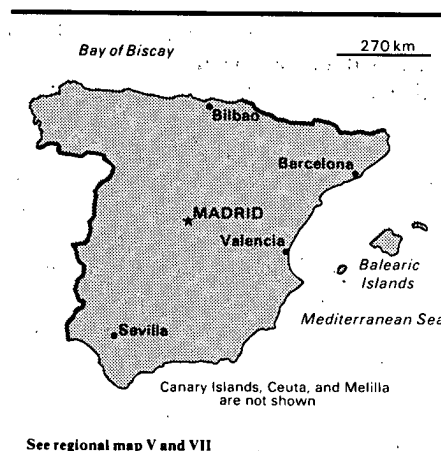 Bay of Biscay
270 km
Bilbao
Barcelona
MADRID
Valencia
Balearic
Islands
Mediterranean Sea
Sevilla
Canary Islands, Ceuta, and Melilla
are not shown
See regional map V and VII